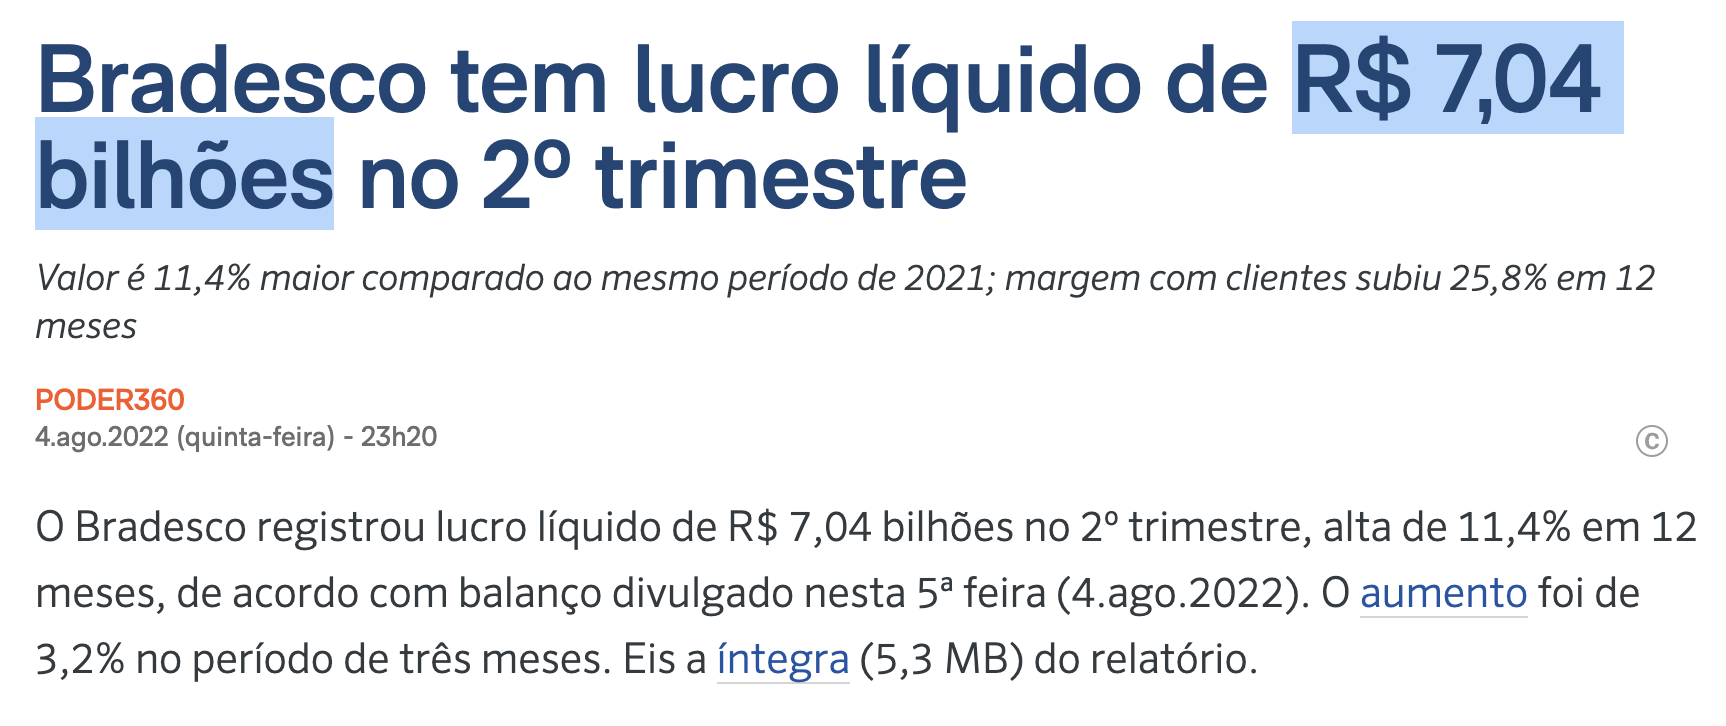 Bradesco tem lucro líquido de R$ 7,04
bilhões no 2º trimestre
Valor é 11,4% maior comparado ao mesmo período de 2021; margem com clientes subiu 25,8% em 12
meses
PODER360
4.ago.2022 (quinta-feira) - 23h20
©
O Bradesco registrou lucro líquido de R$ 7,04 bilhões no 2º trimestre, alta de 11,4% em 12
meses, de acordo com balanço divulgado nesta 5ª feira (4.ago.2022). O aumento foi de
3,2% no período de três meses. Eis a íntegra (5,3 MB) do relatório.